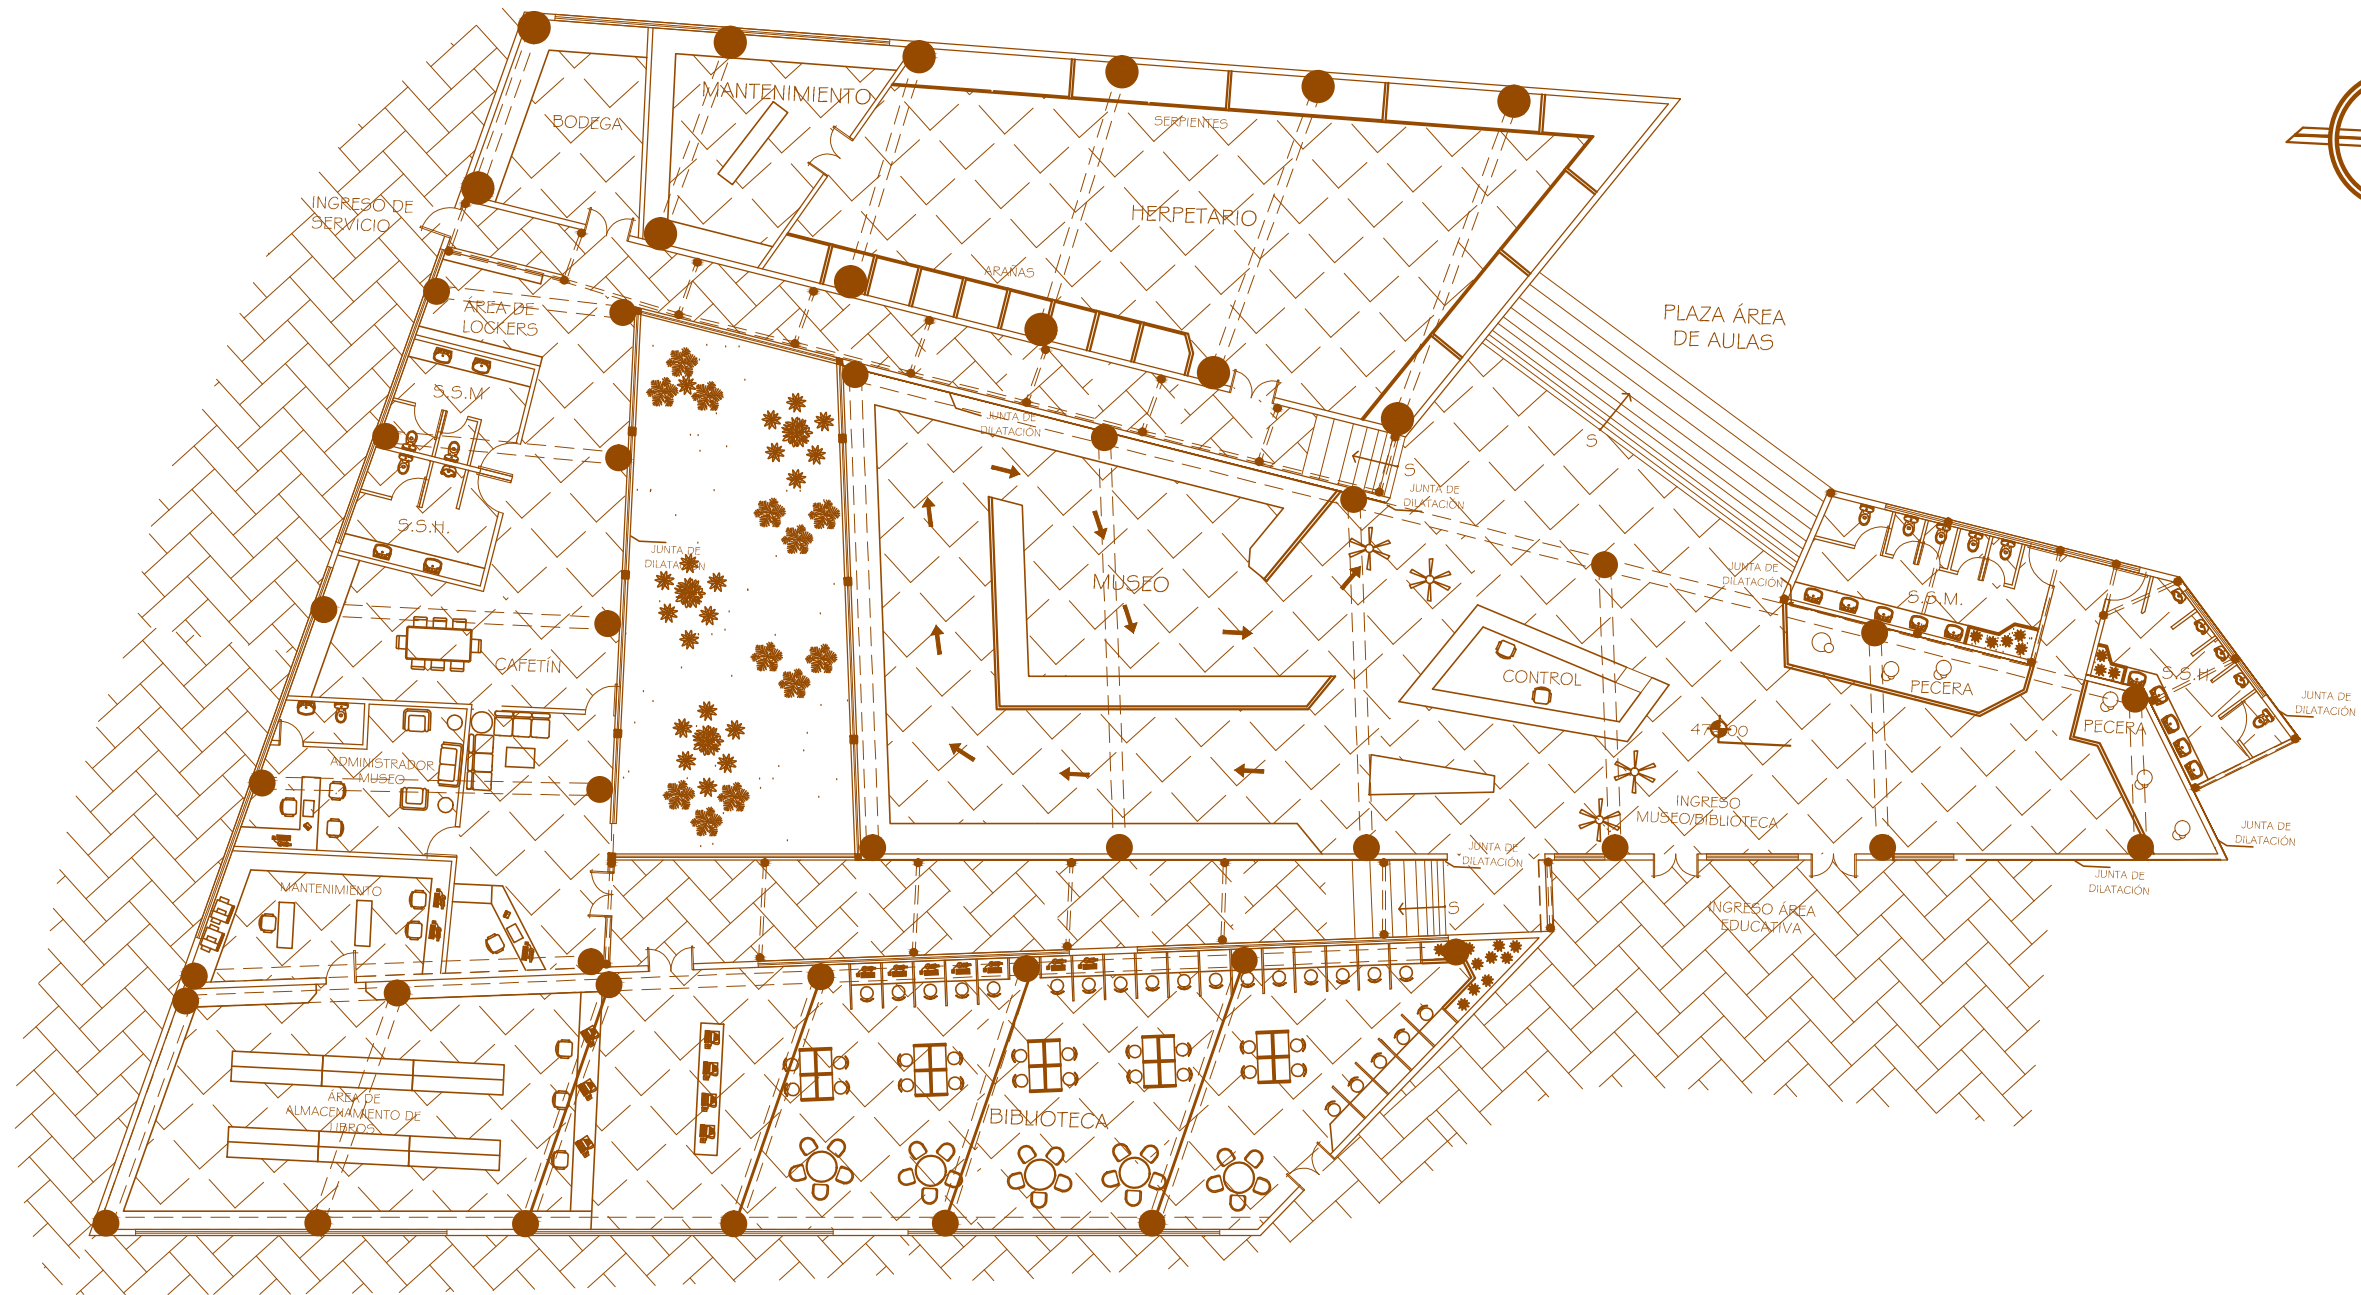 MANTENIMIENTO
BODEGA
SERPIENTES
INGRESO DE
SERVICIO
HERPETARIO
ARAÑAS
ÁREA DE
LOCKERS
PLAZA ÁREA
DE AULAS
S.S.M
JUNTA DE
DILATACIÓN
S
S
JUNTA DE
DILATACIÓN
S.S.H.
JUNTA DE
DILATACIÓN
MUSEO
JUNTA DE
DILATACIÓN
S.S.M.
CAFETÍN
CONTROL
PECERA
S.S.H.
JUNTA DE
DILATACIÓN
PECERA
ADMINISTRADOR
MUSEO
INGRESO
MUSEO/BIBLIOTECA
JUNTA DE
DILATACIÓN
JUNTA DE
DILATACIÓN
JUNTA DE
DILATACIÓN
MANTENIMIENTO
S
INGRESO ÁREA
EDUCATIVA
ÁREA DE
ALMACENAMIENTO DE
LIBROS
BIBLIOTECA